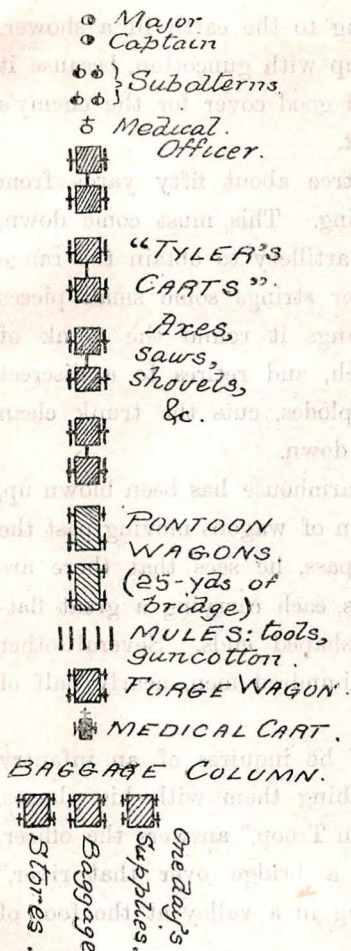 Major
Captain
Subalterns.
Medical.
Officer.
"TYLER'S
CARTS".
Axes,
saws,
shovels,
&c.
PONTOON
WAGONS.
(25-yds of
bridge)
MULES: tools,
guncotton
FORGE WAGON.
MEDICAL CART.
BAGGAGE COLUMN.
Stores.
Baggage
One day's
Supplies.